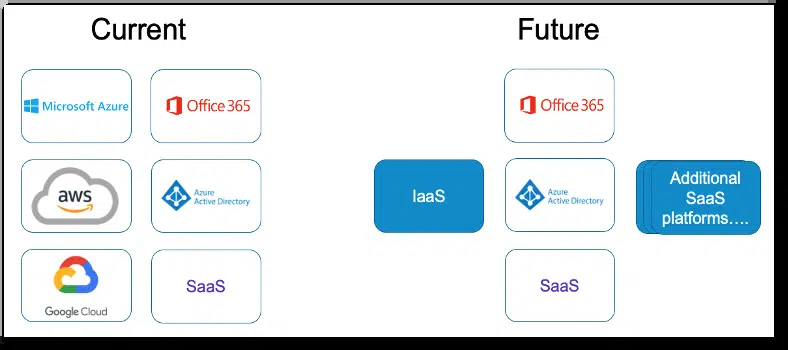 Current
Future
Microsoft Azure
Office 365
Office 365
aws
Azure
Active Directory
IaaS
Azure
Active Directory
Additional
SaaS
platforms....
Google Cloud
SaaS
SaaS